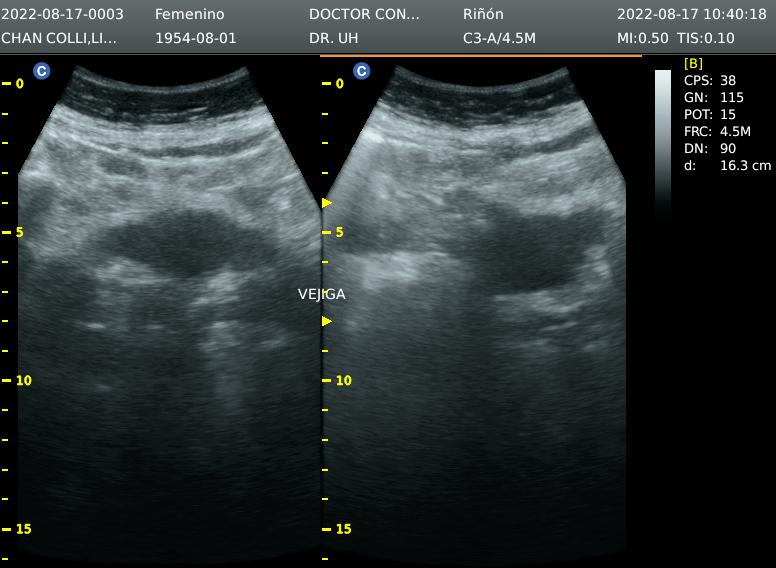 2022-08-17-0003 Femenino DOCTOR CON... Riñón 2022-08-17 10:40:18
CHAN COLLI,LI... 1954-08-01 DR. UH C3-A/4.5M MI:0.50 TIS:0.10
C
C
[B]
CPS: 38
GN: 115
POT: 15
FRC: 4.5M
DN: 90
d: 16.3 cm
0
5
10
15
0
5
10
15
VEJIGA